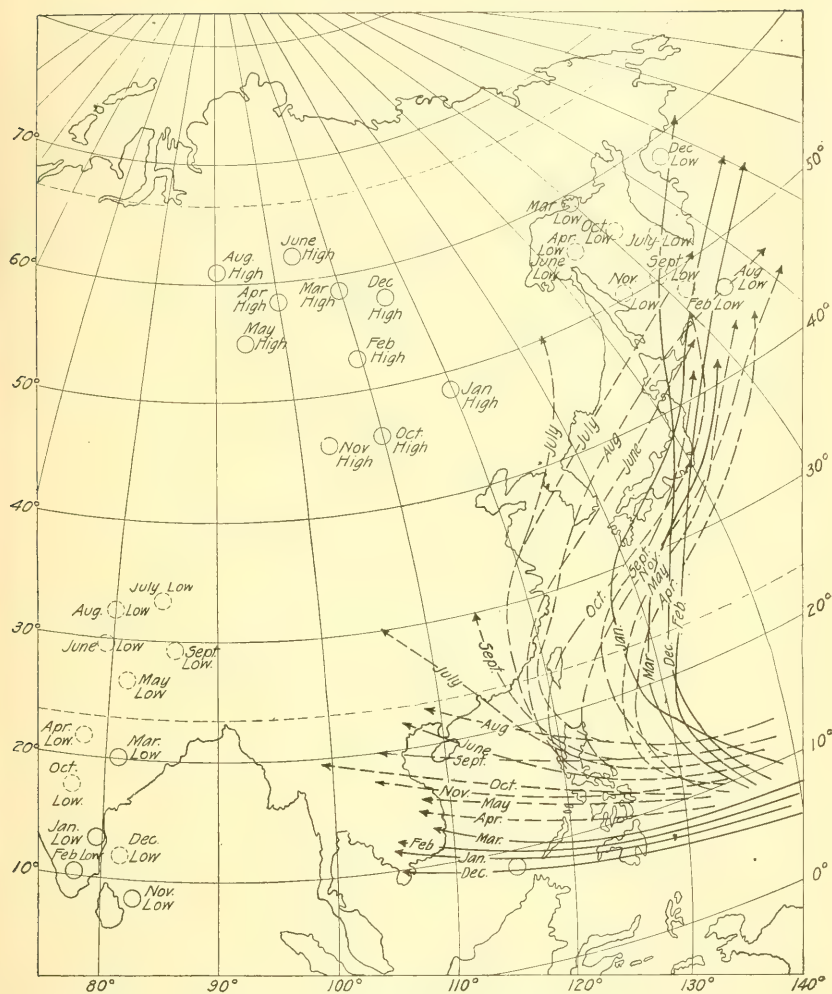 70°
60°
50°
40°
30°
20°
10°
80°
90°
100°
110°
120°
130°
140°
50°
40°
30°
20°
10°
0°
Dec
Low
Mar
Low
Oct.
Low
July Low
Apr
Low
June
Low
Sept
Low
Nov.
Low
Aug
Low
Feb Low
June
High
Aug.
High
Apr
High
Mar
High
Dec
High
May
High
Feb
High
Jan
High
Oct.
High
Nov
High
July Low
Aug. Low
June Low
Sept
Low.
May
Low
Apr.
Low.
Mar.
Low
Oct.
Low.
Jan.
Low
Dec.
Low
Feb Low
Nov.
Low
July
July
Aug
June
Sept.
Nov.
May
Apr.
Oct.
Jan.
Mar
Dec.
Feb.
Sept.
July
Aug
June
Sept.
Oct.
Nov.
May
Apr.
Mar.
Feb
Jan.
Dec.